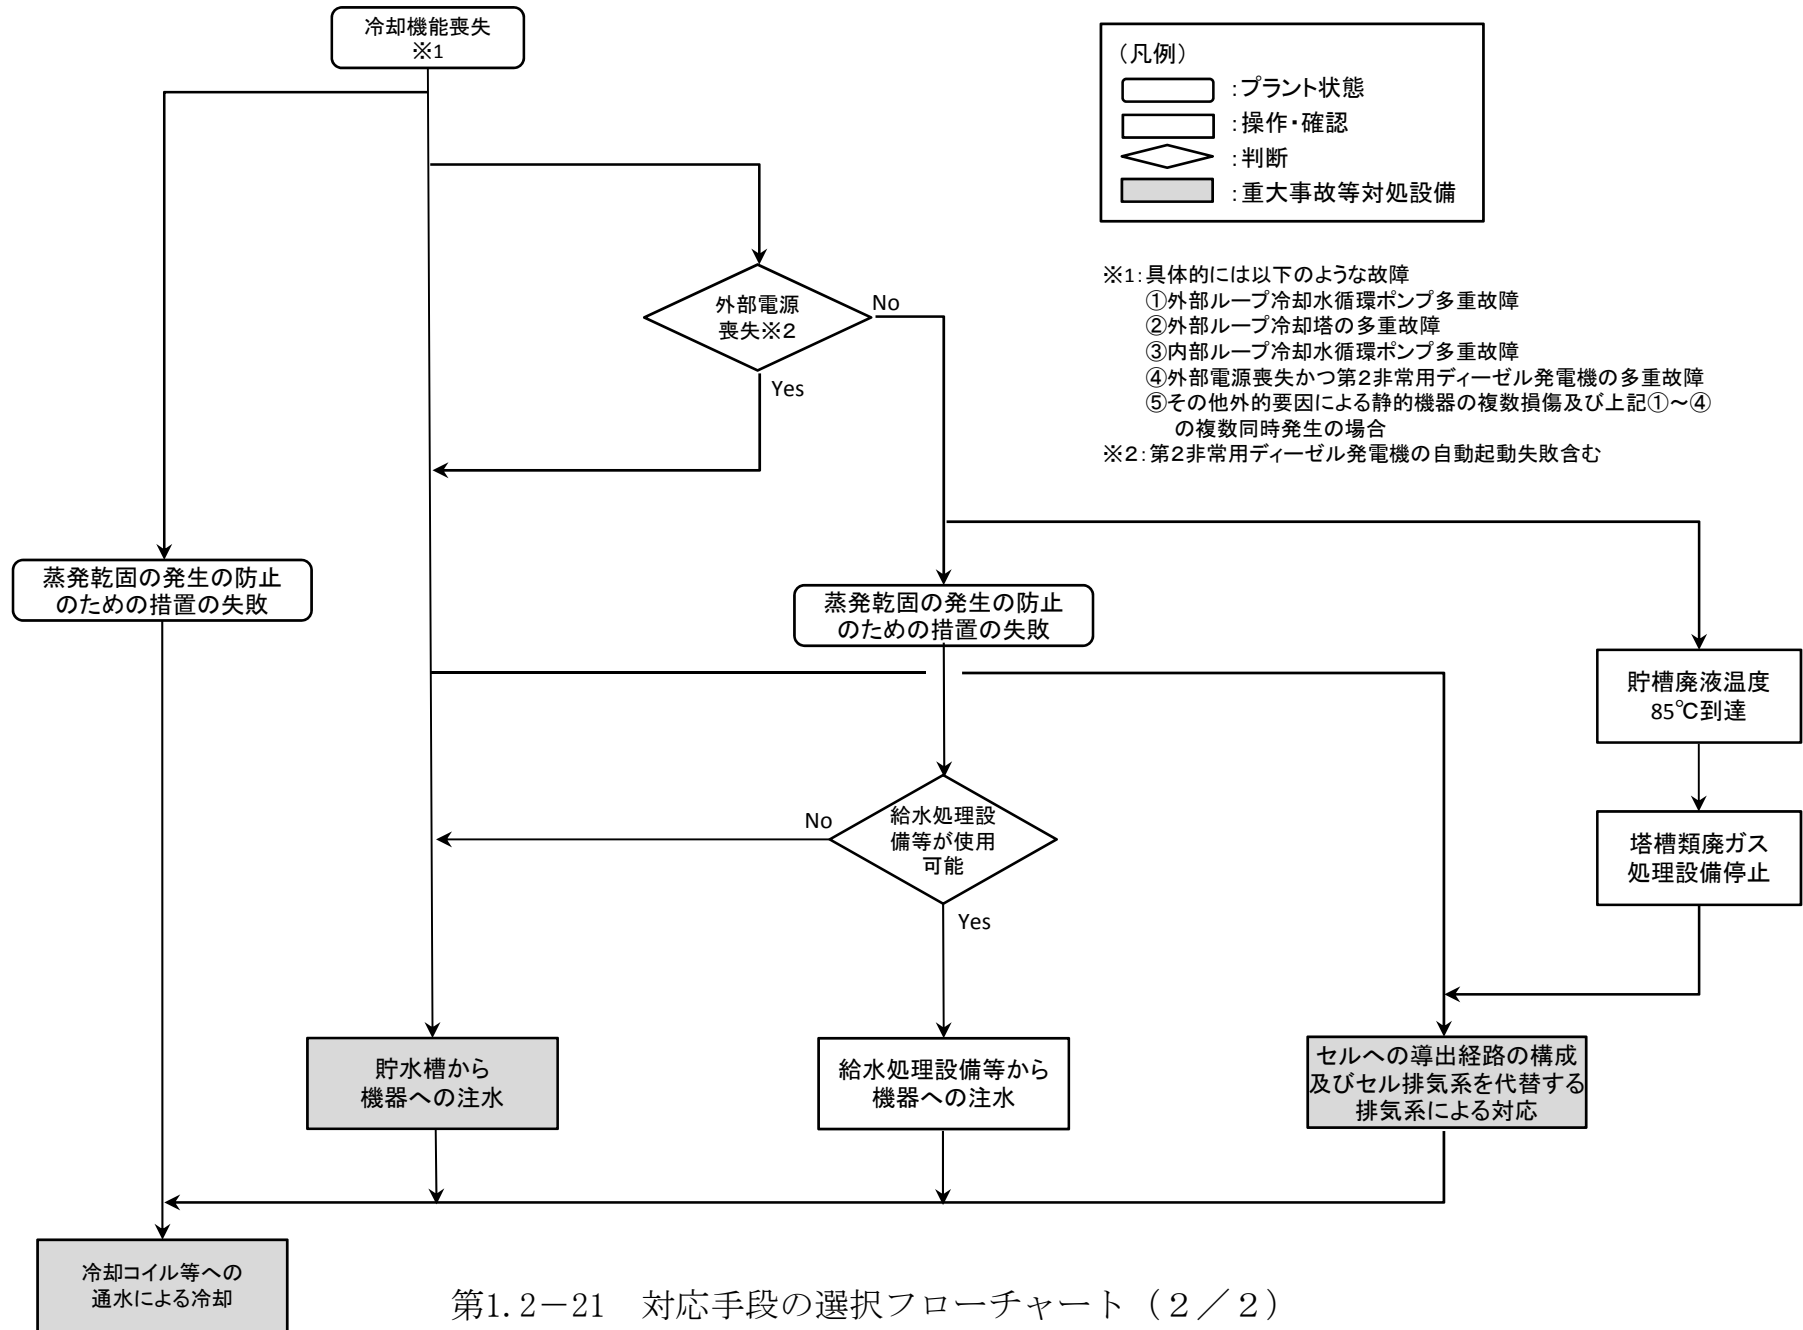 冷却機能喪失
※1
(凡例)
:プラント状態
:操作・確認
:判断
:重大事故等対処設備
※1:具体的には以下のような故障
①外部ループ冷却水循環ポンプ多重故障
②外部ループ冷却塔の多重故障
③内部ループ冷却水循環ポンプ多重故障
④外部電源喪失かつ第2非常用ディーゼル発電機の多重故障
⑤その他外的要因による静的機器の複数損傷及び上記①～④
の複数同時発生の場合
※2:第2非常用ディーゼル発電機の自動起動失敗含む
外部電源
喪失※2
No
Yes
蒸発乾固の発生の防止
のための措置の失敗
蒸発乾固の発生の防止
のための措置の失敗
貯槽廃液温度
85℃到達
給水処理設
備等が使用
可能
No
Yes
塔槽類廃ガス
処理設備停止
貯水槽から
機器への注水
給水処理設備等から
機器への注水
セルへの導出経路の構成
及びセル排気系を代替する
排気系による対応
冷却コイル等への
通水による冷却
第1.2－21　対応手段の選択フローチャート（2／2）